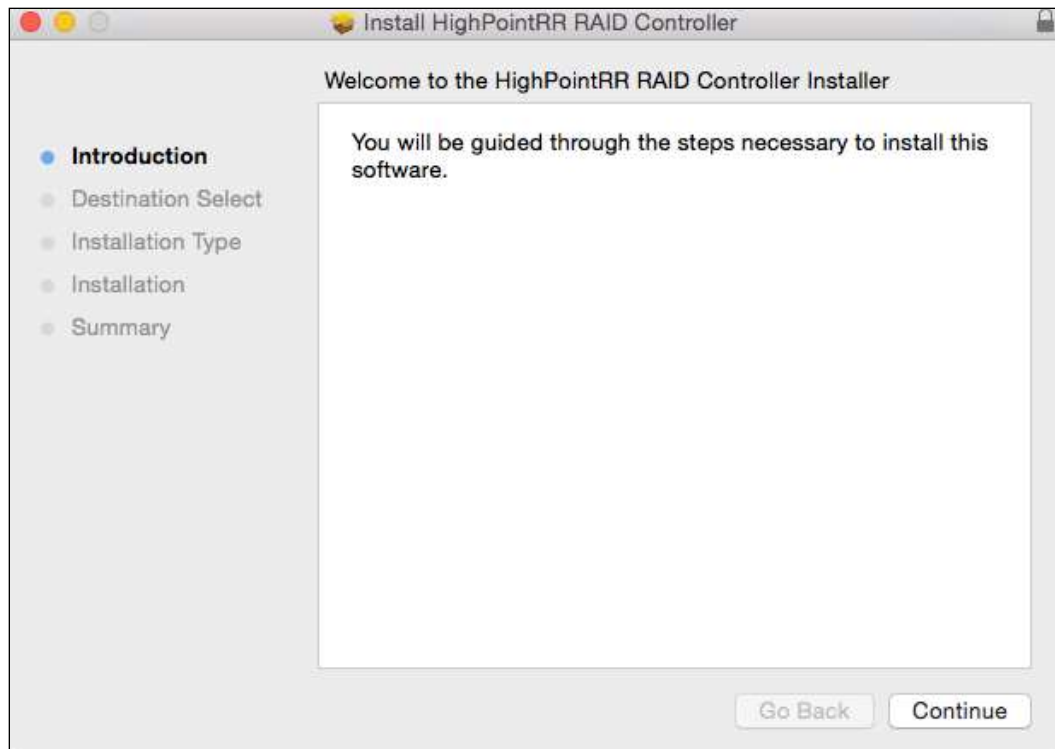 Install HighPointRR RAID Controller
Welcome to the HighPointRR RAID Controller Installer
Introduction
Destination Select
Installation Type
Installation
Summary
You will be guided through the steps necessary to install this
software.
Go Back
Continue